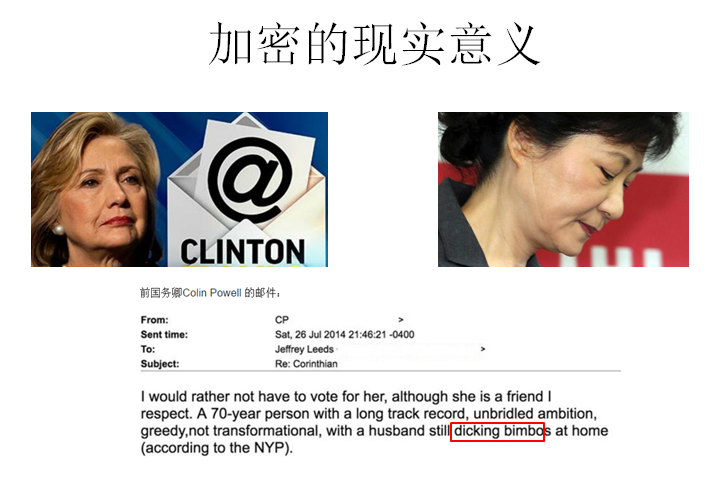 加密的现实意义
@
CLINTON
前国务卿Colin Powell 的邮件：
From: CP >
Sent time: Sat, 26 Jul 2014 21:46:21 -0400
To: Jeffrey Leeds >
Subject: Re: Corinthian
I would rather not have to vote for her, although she is a friend I
respect. A 70-year person with a long track record, unbridled ambition,
greedy,not transformational, with a husband still dicking bimbos at home
(according to the NYP).